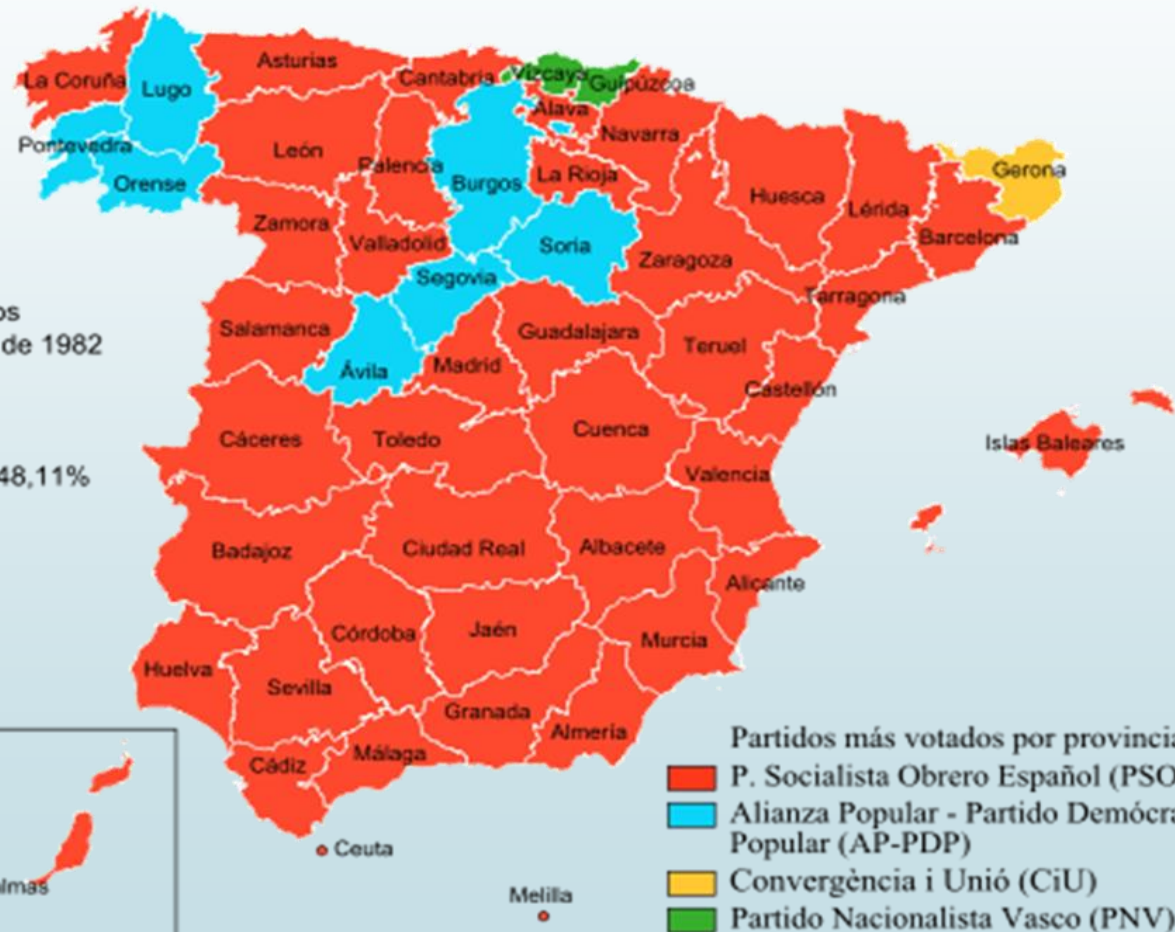 La Coruña
Lugo
Asturias
Cantabria
Vizcaya
Guipúzcoa
Álava
Navarra
Pontevedra
Orense
León
Palencia
Burgos
La Rioja
Huesca
Lérida
Gerona
Zamora
Valladolid
Soria
Zaragoza
Barcelona
Segovia
Tarragona
os
de 1982
Salamanca
Guadalajara
Teruel
Ávila
Madrid
Castellón
Cáceres
Toledo
Cuenca
Islas Baleares
48,11%
Valencia
Badajoz
Ciudad Real
Albacete
Alicante
Córdoba
Jaén
Murcia
Huelva
Sevilla
Granada
Almería
Cádiz
Málaga
Ceuta
Melilla
almas
Partidos más votados por provincia
P. Socialista Obrero Español (PSO
Alianza Popular - Partido Demócra
Popular (AP-PDP)
Convergència i Unió (CiU)
Partido Nacionalista Vasco (PNV)